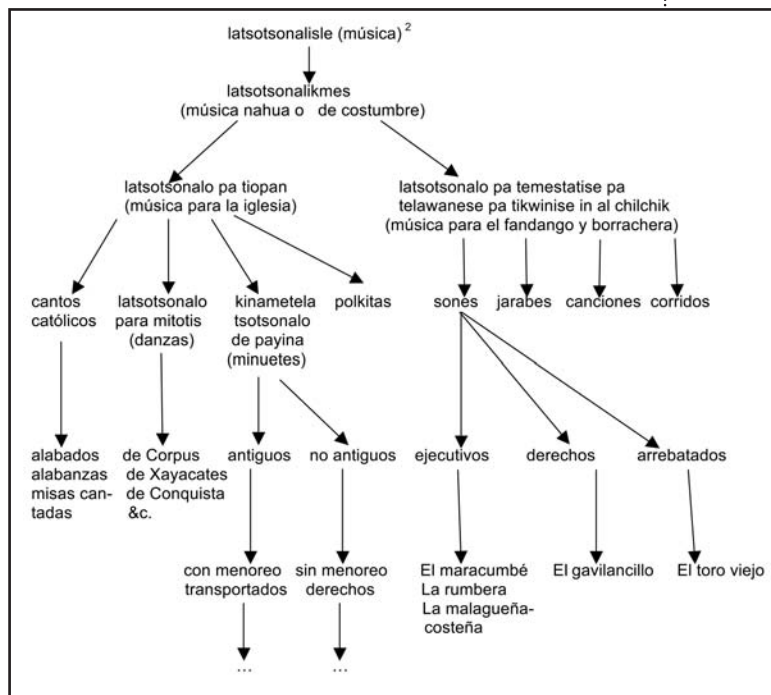 latsotsonalisle (música) 2
latsotsonalikmes
(música nahua o de costumbre)
latsotsonalo pa tiopan
(música para la iglesia)
latsotsonalo pa temestatise pa
telawanese pa tikwinise in al chilchik
(música para el fandango y borrachera)
cantos
católicos
latsotsonalo
para mitotis
(danzas)
kinametela
tsotsonalo
de payina
(minuetes)
polkitas
sones
jarabes
canciones
corridos
alabados
alabanzas
misas can-
tadas
de Corpus
de Xayacates
de Conquista
&c.
antiguos
no antiguos
ejecutivos
derechos
arrebatados
con menoreo
transportados
sin menoreo
derechos
El maracumbé
La rumbera
La malagueña-
costeña
El gavilancillo
El toro viejo
...
...